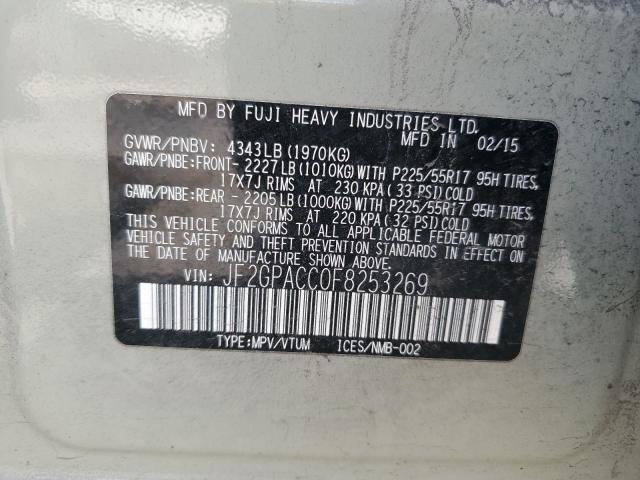 MFD BY FUJI HEAVY INDUSTRIES LTD.
MFD IN 02/15
GVWR/PNBV: 4343LB(1970KG)
GAWR/PNBE:FRONT- 2227LB(1010KG)WITH P225/55R17 95H TIRES,
17X7J RIMS AT 230 KPA(33 PSI)COLD
GAWR/PNBE:REAR - 2205LB(1000KG)WITH P225/55R17 95H TIRES,
17X7J RIMS AT 220 KPA(32 PSI)COLD
THIS VEHICLE CONFORMS TO ALL APPLICABLE FEDERAL MOTOR
VEHICLE SAFETY AND THEFT PREVENTION STANDARDS IN EFFECT ON
THE DATE OF MANUFACTURE SHOWN ABOVE.
VIN: JF2GPACC0F8253269
TYPE:MPV/VTUM ICES/NMB-002